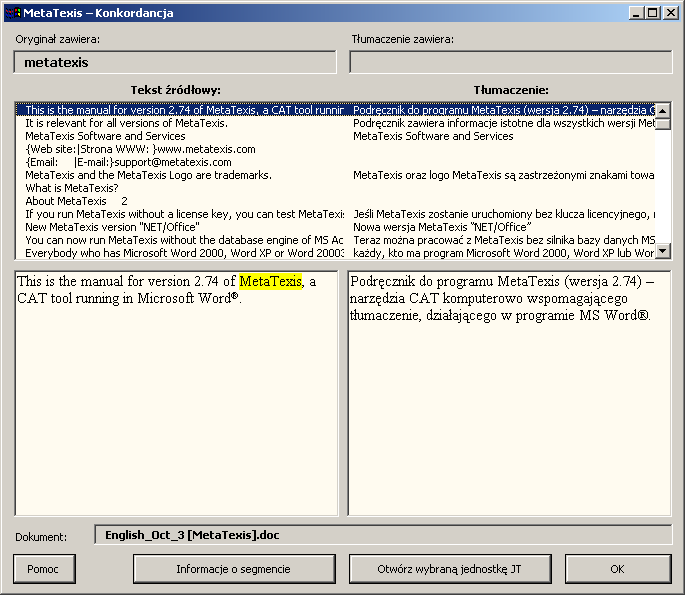 MetaTexis – Konkordancja
Oryginał zawiera:
Tłumaczenie zawiera:
metatexis
Tekst źródłowy:
Tłumaczenie:
This is the manual for version 2.74 of MetaTexis, a CAT tool runnin
Podręcznik do programu MetaTexis (wersja 2.74) – narzędzia C
It is relevant for all versions of MetaTexis.
Podręcznik zawiera informacje istotne dla wszystkich wersji Met
MetaTexis Software and Services
MetaTexis Software and Services
{Web site:|Strona WWW: }www.metatexis.com
{Email: |E-mail:}support@metatexis.com
MetaTexis and the MetaTexis Logo are trademarks.
MetaTexis oraz logo MetaTexis są zastrzeżonymi znakami towa
What is MetaTexis?
About MetaTexis 2
If you run MetaTexis without a license key, you can test MetaTexis
Jeśli MetaTexis zostanie uruchomiony bez klucza licencyjnego, 
New MetaTexis version "NET/Office"
Nowa wersja MetaTexis "NET/Office”
You can now run MetaTexis without the database engine of MS Ac
Teraz można pracować z MetaTexis bez silnika bazy danych MS
Everybody who has Microsoft Word 2000, Word XP or Word 2003
każdy, kto ma program Microsoft Word 2000, Word XP lub Wor
This is the manual for version 2.74 of MetaTexis, a
CAT tool running in Microsoft Word®.
Podręcznik do programu MetaTexis (wersja 2.74) –
narzędzia CAT komputerowo wspomagającego
tłumaczenie, działającego w programie MS Word®.
Dokument:
English_Oct_3 [MetaTexis].doc
Pomoc
Informacje o segmencie
Otwórz wybraną jednostkę JT
OK